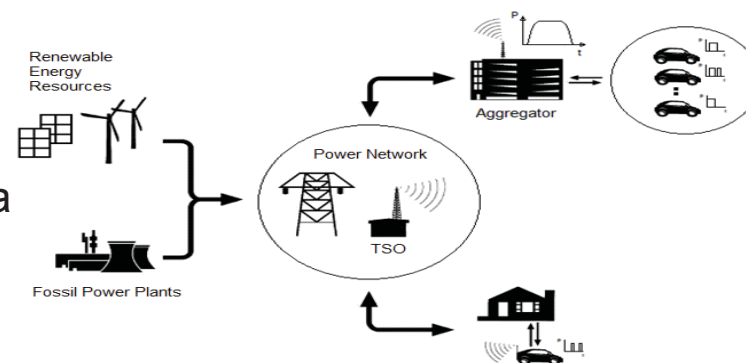 Renewable
Energy
Resources
P
t
Aggregator
Power Network
a
TSO
Fossil Power Plants